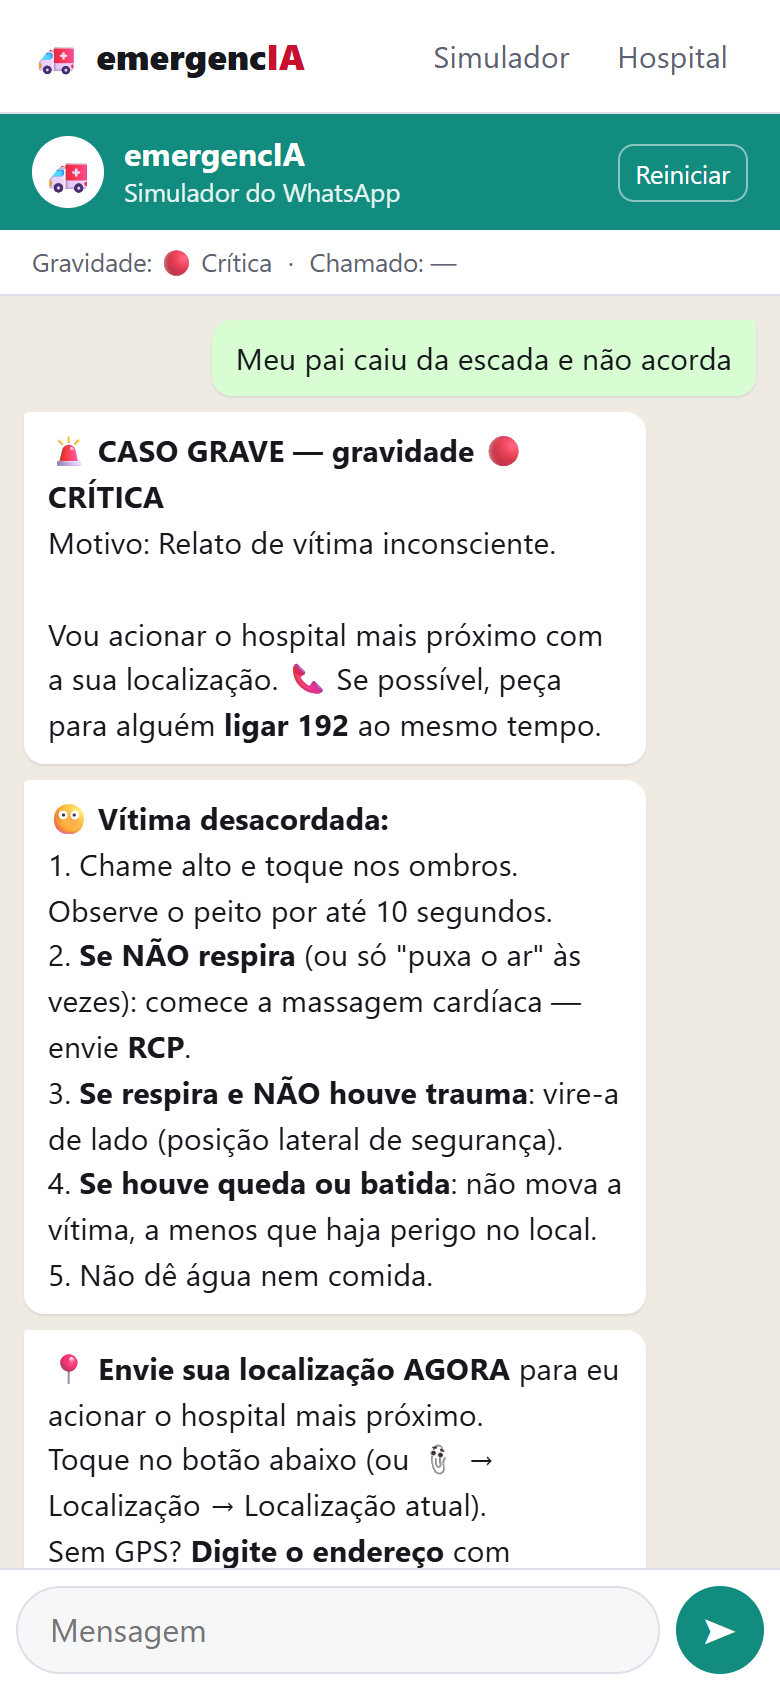 emergencIA
Simulador
Hospital
emergencIA
Simulador do WhatsApp
Reiniciar
Gravidade: 🔴 Crítica · Chamado: —
Meu pai caiu da escada e não acorda
🚨 CASO GRAVE — gravidade 🔴
CRÍTICA
Motivo: Relato de vítima inconsciente.
Vou acionar o hospital mais próximo com
a sua localização. 📞 Se possível, peça
para alguém ligar 192 ao mesmo tempo.
😶 Vítima desacordada:
1. Chame alto e toque nos ombros.
Observe o peito por até 10 segundos.
2. Se NÃO respira (ou só "puxa o ar" às
vezes): comece a massagem cardíaca —
envie RCP.
3. Se respira e NÃO houve trauma: vire-a
de lado (posição lateral de segurança).
4. Se houve queda ou batida: não mova a
vítima, a menos que haja perigo no local.
5. Não dê água nem comida.
📍 Envie sua localização AGORA para eu
acionar o hospital mais próximo.
Toque no botão abaixo (ou 📎 →
Localização → Localização atual).
Sem GPS? Digite o endereço com
Mensagem